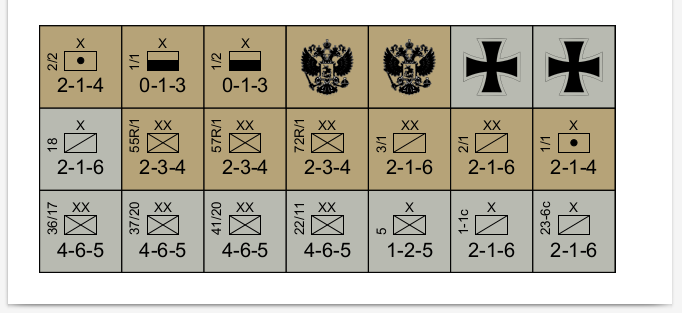 2/2 X 2-1-4
1/1 X 0-1-3
1/2 X 0-1-3
18 X 2-1-6
55R/1 XX 2-3-4
57R/1 XX 2-3-4
72R/1 XX 2-3-4
3/1 XX 2-1-6
2/1 XX 2-1-6
1/1 X 2-1-4
36/17 XX 4-6-5
37/20 XX 4-6-5
41/20 XX 4-6-5
22/11 XX 4-6-5
5 X 1-2-5
1-1c X 2-1-6
23-6c X 2-1-6